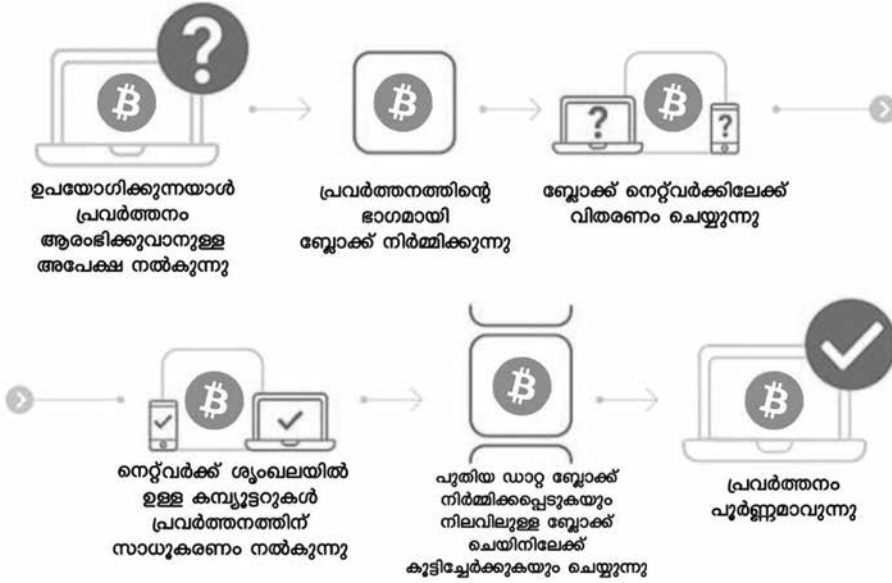 ഉപയോഗിക്കുന്നയാൾ
പ്രവർത്തനം
ആരംഭിക്കുവാനുള്ള
അപേക്ഷ നൽകുന്നു
പ്രവർത്തനത്തിന്റെ
ഭാഗമായി
ബ്ലോക്ക് നിർമ്മിക്കുന്നു
ബ്ലോക്ക് നെറ്റ്‌വർക്കിലേക്ക്
വിതരണം ചെയ്യുന്നു
നെറ്റ്‌വർക്ക് ശൃംഖലയിൽ
ഉള്ള കമ്പ്യൂട്ടറുകൾ
പ്രവർത്തനത്തിന്
സാധൂകരണം നൽകുന്നു
പുതിയ ഡാറ്റ ബ്ലോക്ക്
നിർമ്മിക്കപ്പെടുകയും
നിലവിലുള്ള ബ്ലോക്ക്
ചെയിനിലേക്ക്
കൂട്ടിച്ചേർക്കുകയും ചെയ്യുന്നു
പ്രവർത്തനം
പൂർണ്ണമാവുന്നു